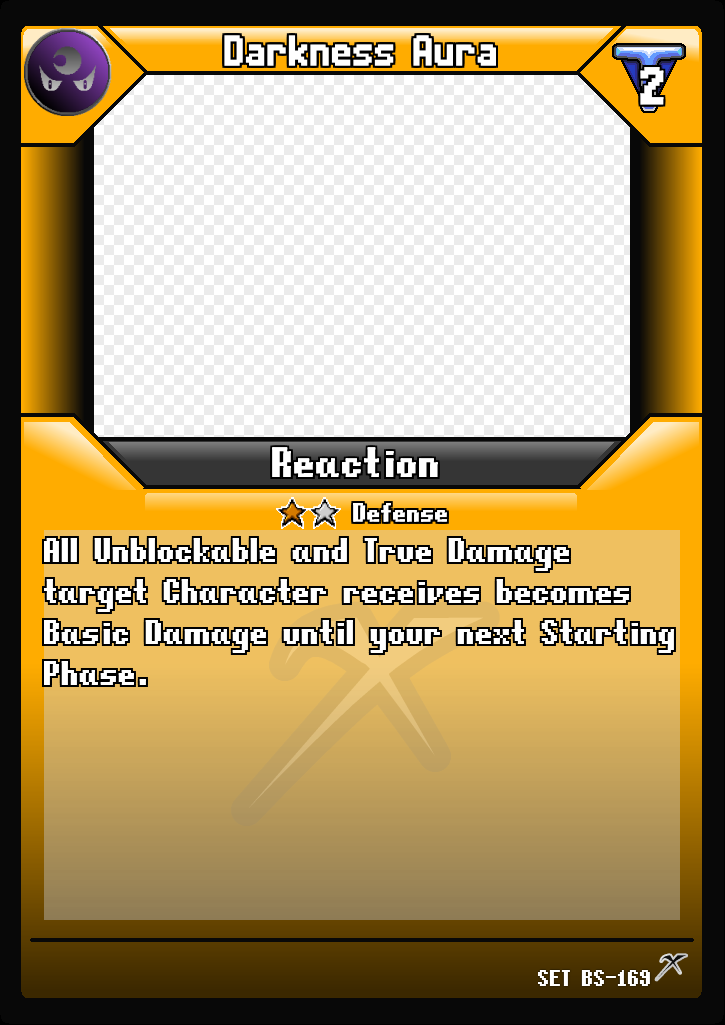 Darkness Aura
2
Reaction
Defense
All Unblockable and True Damage
target Character receives becomes
Basic Damage until your next Starting
Phase.
SET BS-169